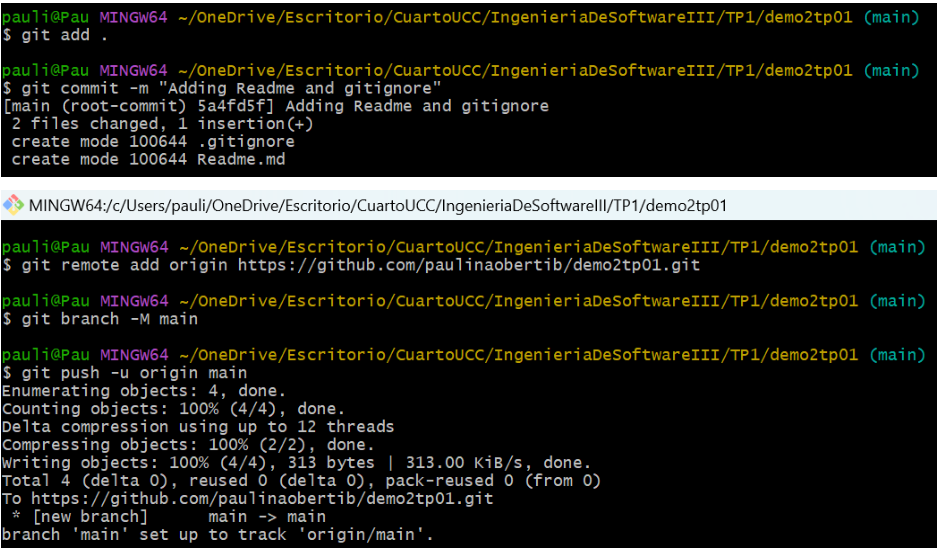 pauli@Pau MINGW64 ~/OneDrive/Escritorio/CuartoUCC/IngenieriaDeSoftwareIII/TP1/demo2tp01 (main)
$ git add .
pauli@Pau MINGW64 ~/OneDrive/Escritorio/CuartoUCC/IngenieriaDeSoftwareIII/TP1/demo2tp01 (main)
$ git commit -m "Adding Readme and gitignore"
[main (root-commit) 5a4fd5f] Adding Readme and gitignore
 2 files changed, 1 insertion(+)
 create mode 100644 .gitignore
 create mode 100644 Readme.md
MINGW64:/c/Users/pauli/OneDrive/Escritorio/CuartoUCC/IngenieriaDeSoftwareIII/TP1/demo2tp01
pauli@Pau MINGW64 ~/OneDrive/Escritorio/CuartoUCC/IngenieriaDeSoftwareIII/TP1/demo2tp01 (main)
$ git remote add origin https://github.com/paulinaobertib/demo2tp01.git
pauli@Pau MINGW64 ~/OneDrive/Escritorio/CuartoUCC/IngenieriaDeSoftwareIII/TP1/demo2tp01 (main)
$ git branch -M main
pauli@Pau MINGW64 ~/OneDrive/Escritorio/CuartoUCC/IngenieriaDeSoftwareIII/TP1/demo2tp01 (main)
$ git push -u origin main
Enumerating objects: 4, done.
Counting objects: 100% (4/4), done.
Delta compression using up to 12 threads
Compressing objects: 100% (2/2), done.
Writing objects: 100% (4/4), 313 bytes | 313.00 KiB/s, done.
Total 4 (delta 0), reused 0 (delta 0), pack-reused 0 (from 0)
To https://github.com/paulinaobertib/demo2tp01.git
 * [new branch]      main -> main
branch 'main' set up to track 'origin/main'.